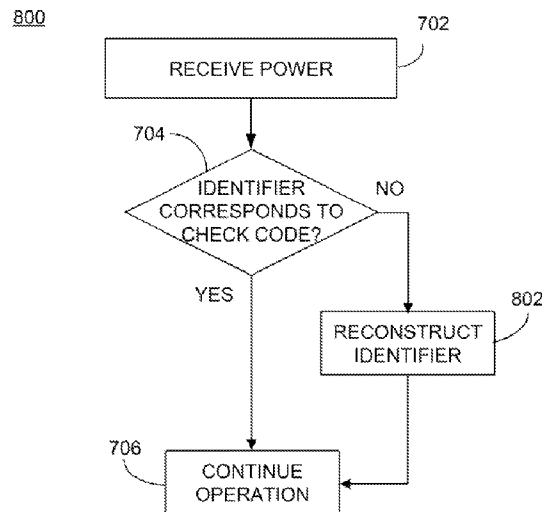 800
702
RECEIVE POWER
704
IDENTIFIER
CORRESPONDS TO
CHECK CODE?
NO
YES
802
RECONSTRUCT
IDENTIFIER
706
CONTINUE
OPERATION